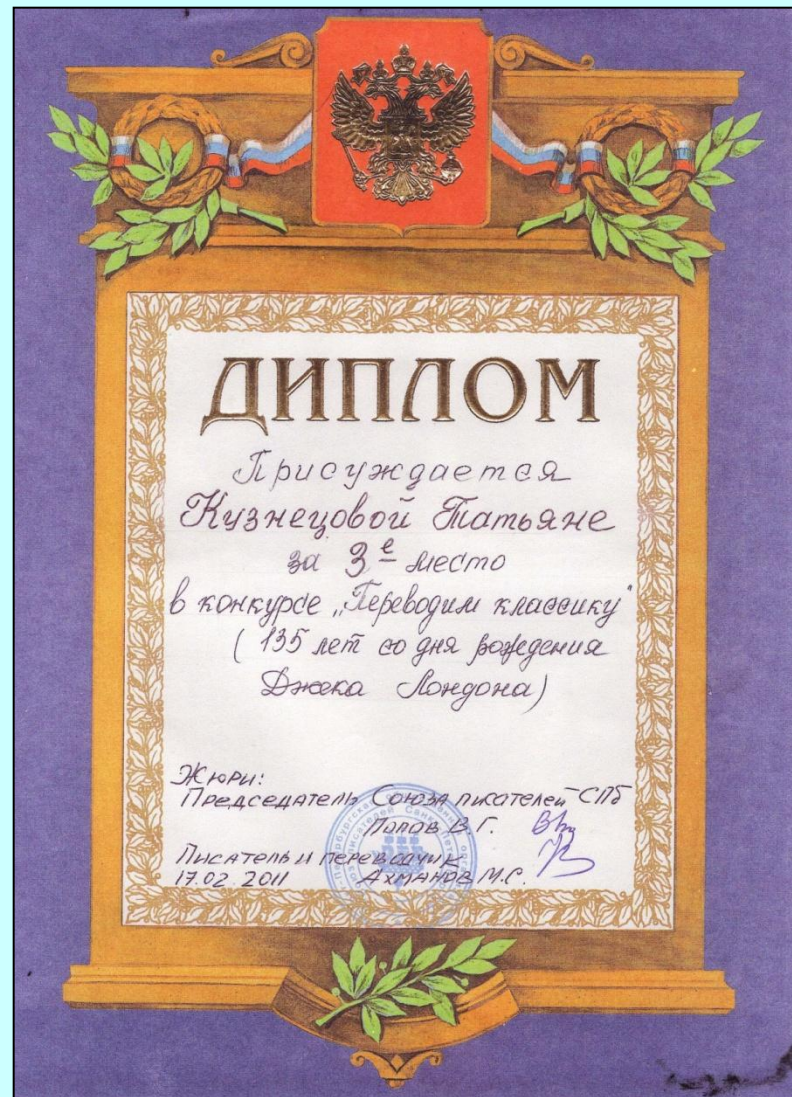 ДИПЛОМ
Присуждается
Кузнецовой Татьяне
за 3е место
в конкурсе „Переводим классику"
(135 лет со дня рождения
Джека Лондона)
Жюри:
Председатель Союза писателей СПб
Попов В Г.
Писатель и переводчик
17.02.2011 Ахманов М.С.